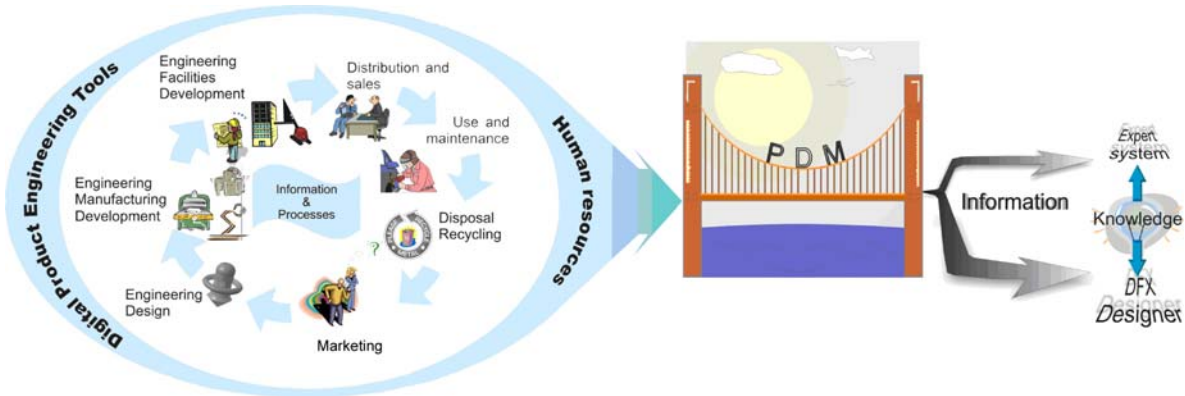 Digital Product Engineering Tools
Engineering
Facilities
Development
Distribution and
sales
Use and
maintenance
Human resources
Engineering
Manufacturing
Development
Information
&
Processes
Disposal
Recycling
Engineering
Design
Marketing
PDM
Information
Expert
system
Knowledge
DFX
Designer